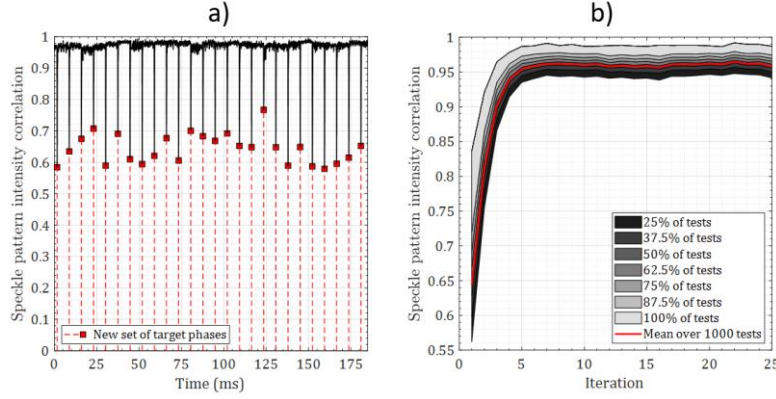 a)
Speckle pattern intensity correlation
1
0.9
0.8
0.7
0.6
0.5
0.4
0.3
0.2
0.1
0
New set of target phases
0 25 50 75 100 125 150 175
Time (ms)
b)
Speckle pattern intensity correlation
1
0.95
0.9
0.85
0.8
0.75
0.7
0.65
0.6
0.55
25% of tests
37.5% of tests
50% of tests
62.5% of tests
75% of tests
87.5% of tests
100% of tests
Mean over 1000 tests
0 5 10 15 20 25
Iteration